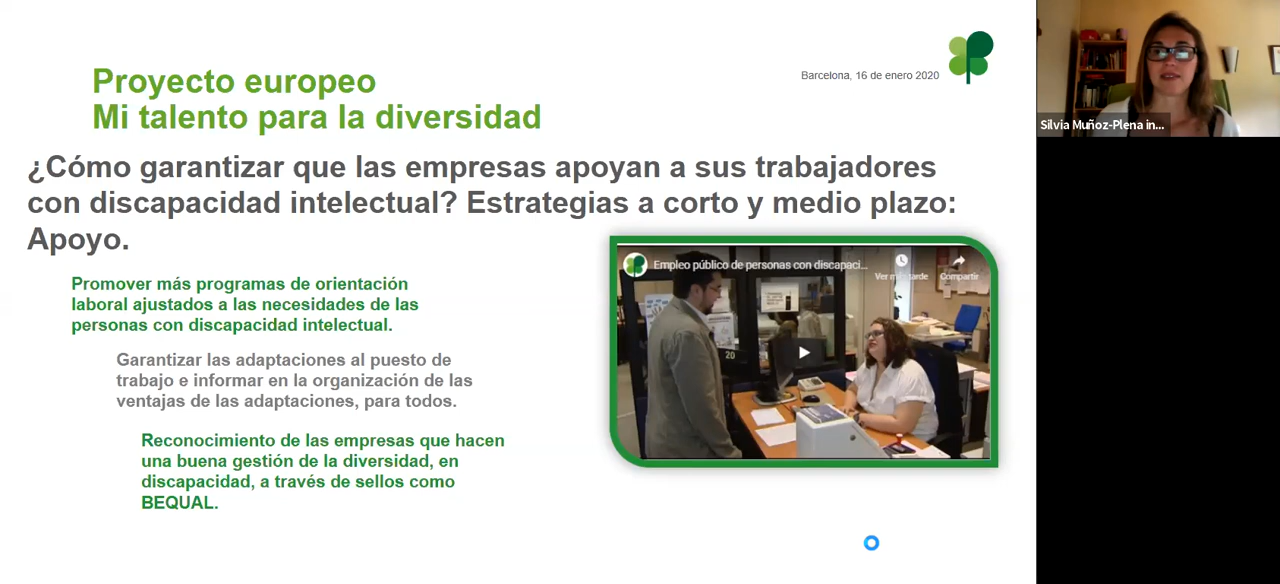 Proyecto europeo
Mi talento para la diversidad
Barcelona, 16 de enero 2020
¿Cómo garantizar que las empresas apoyan a sus trabajadores
con discapacidad intelectual? Estrategias a corto y medio plazo:
Apoyo.
Promover más programas de orientación
laboral ajustados a las necesidades de las
personas con discapacidad intelectual.
Garantizar las adaptaciones al puesto de
trabajo e informar en la organización de las
ventajas de las adaptaciones, para todos.
Reconocimiento de las empresas que hacen
una buena gestión de la diversidad, en
discapacidad, a través de sellos como
BEQUAL.
Empleo público de personas con discapaci...
Ver más tarde
Compartir
20
Silvia Muñoz-Plena in...